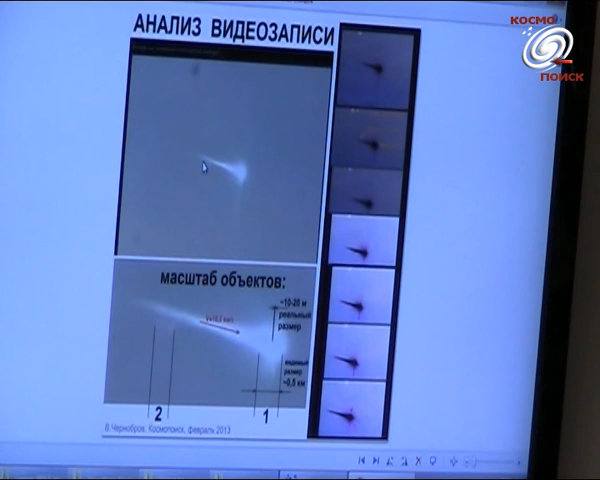 КОСМО
ПОИСК
АНАЛИЗ ВИДЕОЗАПИСИ
масштаб объектов:
~10-20 м
реальный
размер
видимый
размер
~0,5 км
2
1
В.Чернобров, Космопоиск, февраль 2013